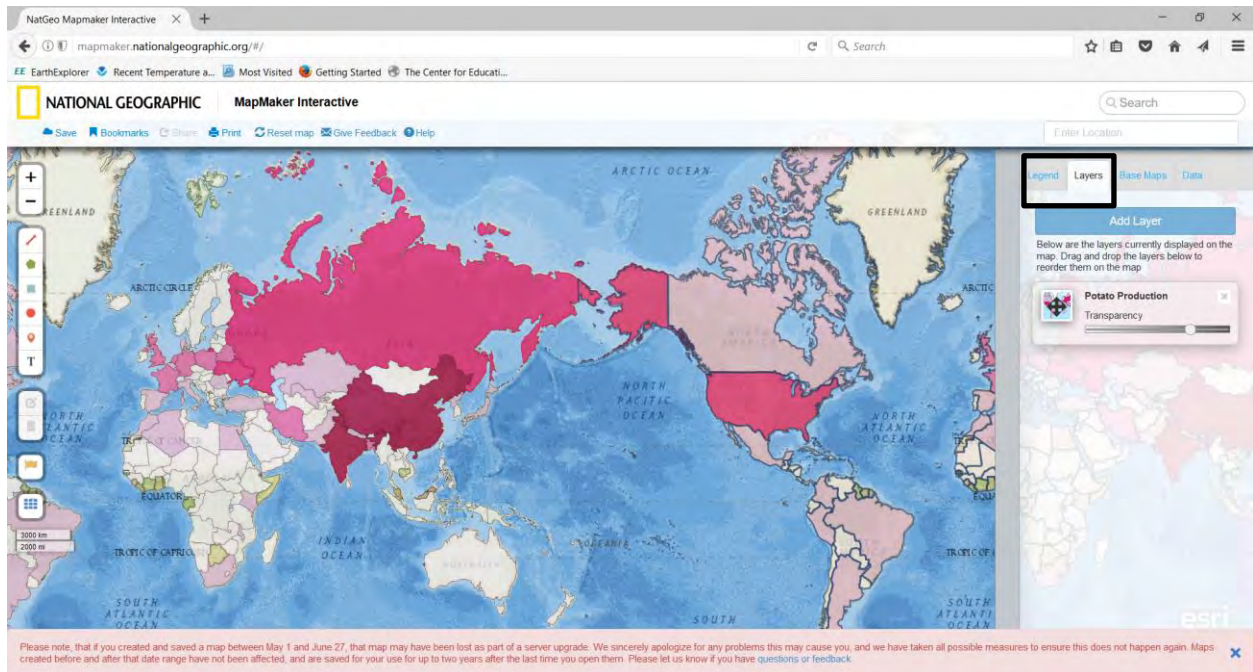 NatGeo Mapmaker Interactive
mapmaker.nationalgeographic.org/#/
Search
EE EarthExplorer Recent Temperature a... Most Visited Getting Started The Center for Educati...
NATIONAL GEOGRAPHIC MapMaker Interactive
Search
Save Bookmarks Share Print Reset map Give Feedback Help
Enter Location
Legend Layers Base Maps Data
Add Layer
Below are the layers currently displayed on the
map. Drag and drop the layers below to
reorder them on the map
Potato Production
Transparency
+
−
T
3000 km
2000 mi
GREENLAND
ARCTIC OCEAN
GREENLAND
ARCTIC CIRCLE
ARCTIC
ASIA
NORTH
AMERICA
NORTH
PACIFIC
OCEAN
NORTH
ATLANTIC
OCEAN
EQUATOR
INDIAN
OCEAN
OCEANIA
AUSTRALIA
TROPIC OF CAPRIC
TROPIC OF
SOUTH
ATLANTIC
OCEAN
SOUTH
SOUTH
ATLANTI
OCEAN
esri
Please note, that if you created and saved a map between May 1 and June 27, that map may have been lost as part of a server upgrade. We sincerely apologize for any problems this may cause you, and we have taken all possible measures to ensure this does not happen again. Maps
created before and after that date range have not been affected, and are saved for your use for up to two years after the last time you open them. Please let us know if you have questions or feedback